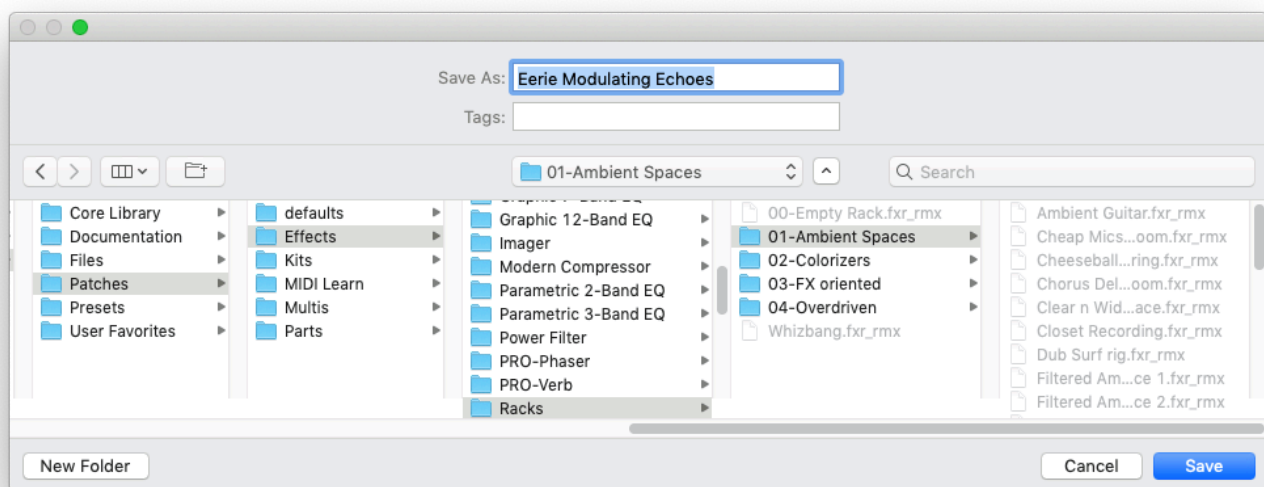 Save As: Eerie Modulating Echoes
Tags:
01-Ambient Spaces
Search
Core Library
Documentation
Files
Patches
Presets
User Favorites
defaults
Effects
Kits
MIDI Learn
Multis
Parts
Graphic 12-Band EQ
Imager
Modern Compressor
Parametric 2-Band EQ
Parametric 3-Band EQ
Power Filter
PRO-Phaser
PRO-Verb
Racks
00-Empty Rack.fxr_rmx
01-Ambient Spaces
02-Colorizers
03-FX oriented
04-Overdriven
Whizbang.fxr_rmx
Ambient Guitar.fxr_rmx
Cheap Mics...oom.fxr_rmx
Cheeseball...ring.fxr_rmx
Chorus Del...oom.fxr_rmx
Clear n Wid...ace.fxr_rmx
Closet Recording.fxr_rmx
Dub Surf rig.fxr_rmx
Filtered Am...ce 1.fxr_rmx
Filtered Am...ce 2.fxr_rmx
New Folder
Cancel
Save